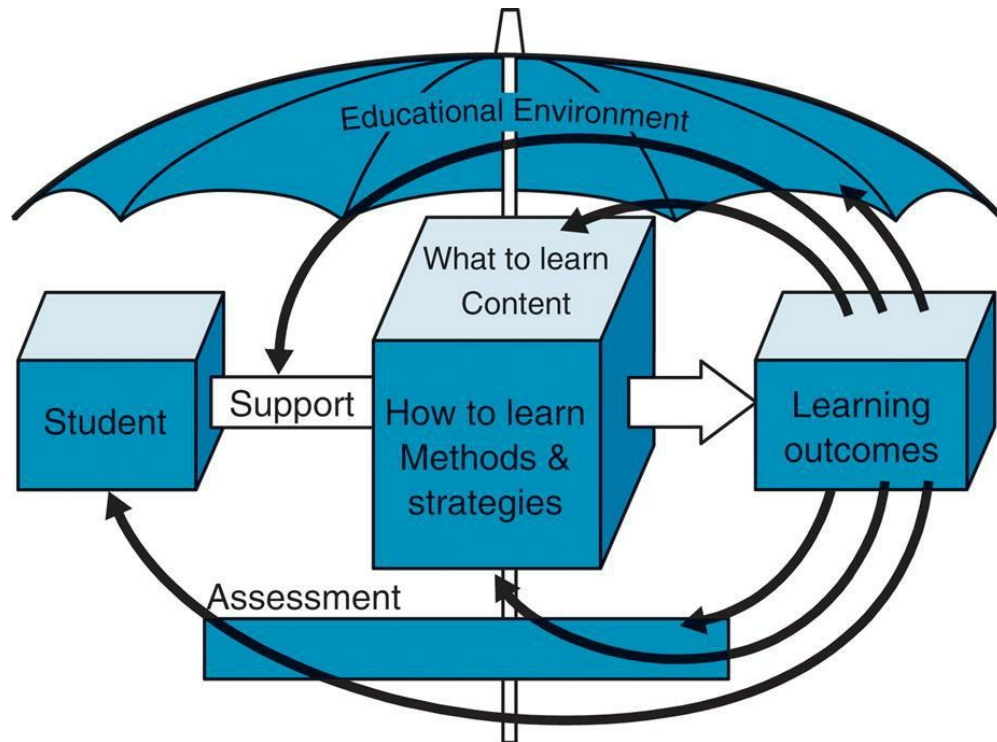 Educational Environment
What to learn
Content
Student
Support
How to learn
Methods &
strategies
Learning
outcomes
Assessment